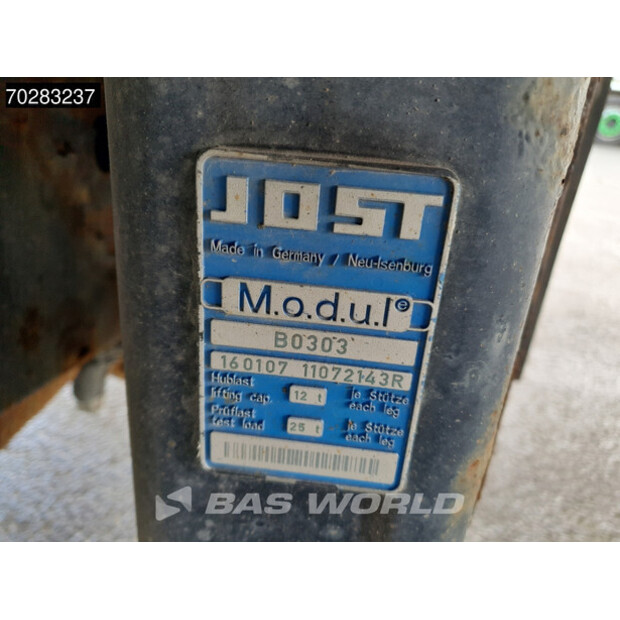 70283237
JOST
Made in Germany / Neu-Isenburg
M.o.d.u.l®
B0303
160107 11072143R
Hublast
lifting cap. 12 t je Stütze
each leg
Prüflast
test load 25 t je Stütze
each leg
BAS WORLD